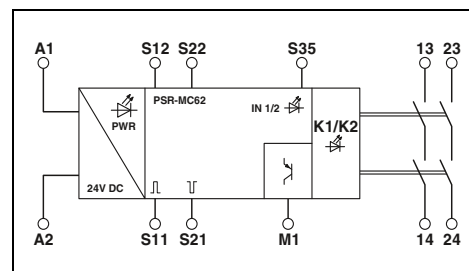 A1 S12 S22 S35 13 23
PSR-MC62
IN 1/2
PWR
K1/K2
24V DC
A2 S11 S21 M1 14 24